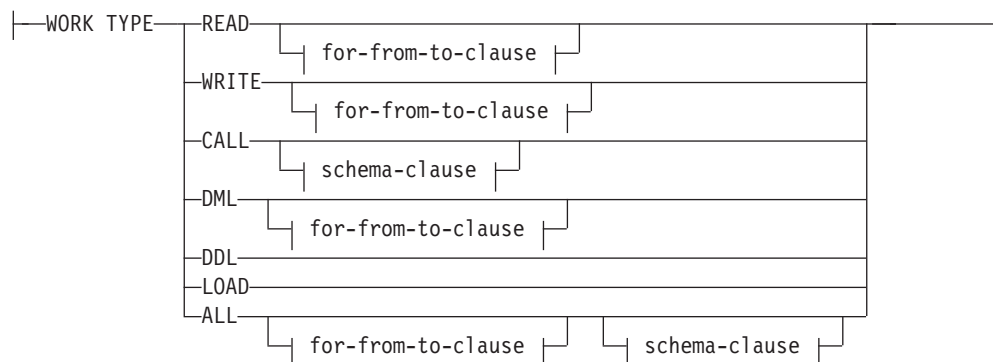 WORK TYPE READ
for-from-to-clause
WRITE
for-from-to-clause
CALL
schema-clause
DML
for-from-to-clause
DDL
LOAD
ALL
for-from-to-clause schema-clause